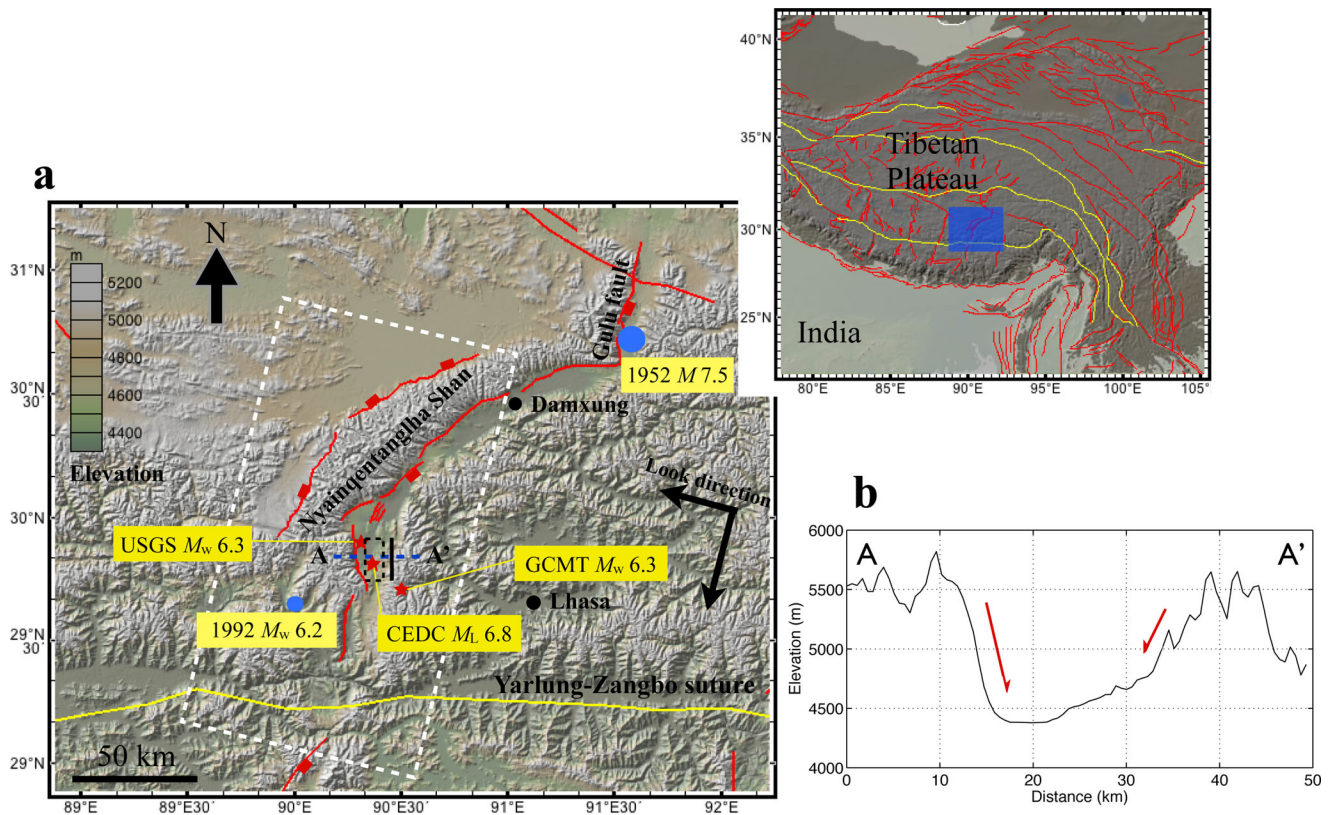 40°N
35°N
30°N
25°N
80°E
85°E
90°E
95°E
100°E
105°E
Tibetan
Plateau
India
a
N
m
5200
5000
4800
4600
4400
Elevation
31°N
30°N 30'
30°N
29°N 30'
29°N
89°E
89°E30'
90°E
90°E30'
91°E
91°E30'
92°E
Gulu fault
1952 M 7.5
Damxung
Nyainqentanglha Shan
Look direction
USGS Mw 6.3
A
A'
GCMT Mw 6.3
Lhasa
1992 Mw 6.2
CEDC ML 6.8
Yarlung-Zangbo suture
50 km
b
A
A'
6000
5500
5000
4500
4000
Elevation (m)
0
10
20
30
40
50
Distance (km)